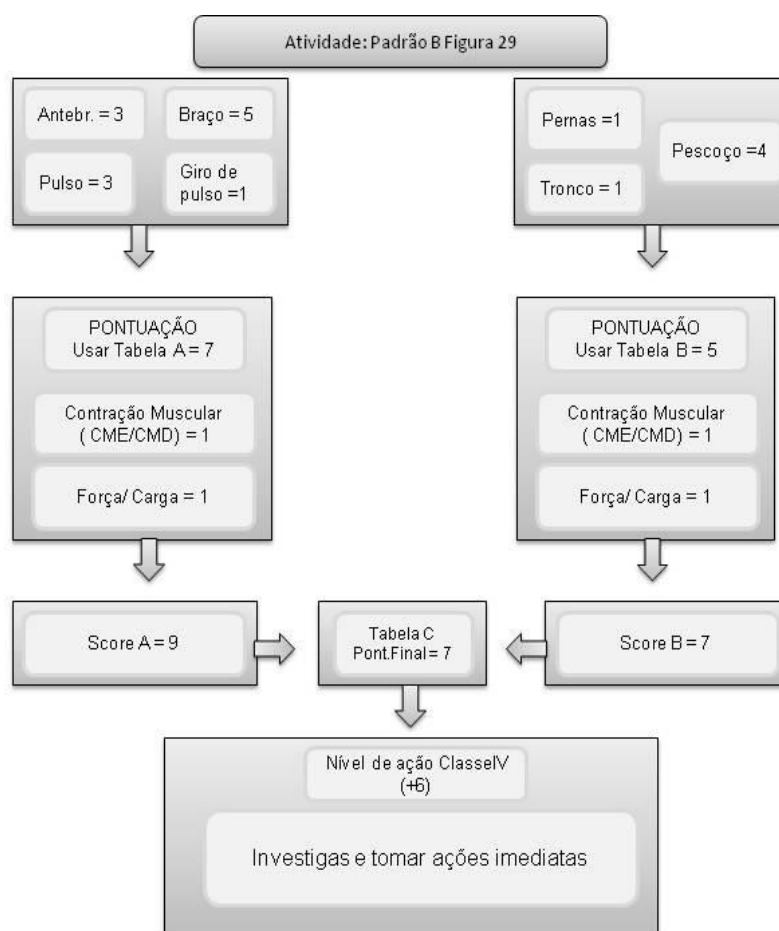 Atividade: Padrão B Figura 29
Antebr. = 3
Braço = 5
Pulso = 3
Giro de
pulso =1
Pernas =1
Pescoço =4
Tronco = 1
PONTUAÇÃO
Usar Tabela A = 7
Contração Muscular
( CME/CMD) = 1
Força/ Carga = 1
PONTUAÇÃO
Usar Tabela B = 5
Contração Muscular
( CME/CMD) = 1
Força/ Carga = 1
Score A = 9
Tabela C
Pont.Final = 7
Score B = 7
Nível de ação ClasseIV
(+6)
Investigas e tomar ações imediatas